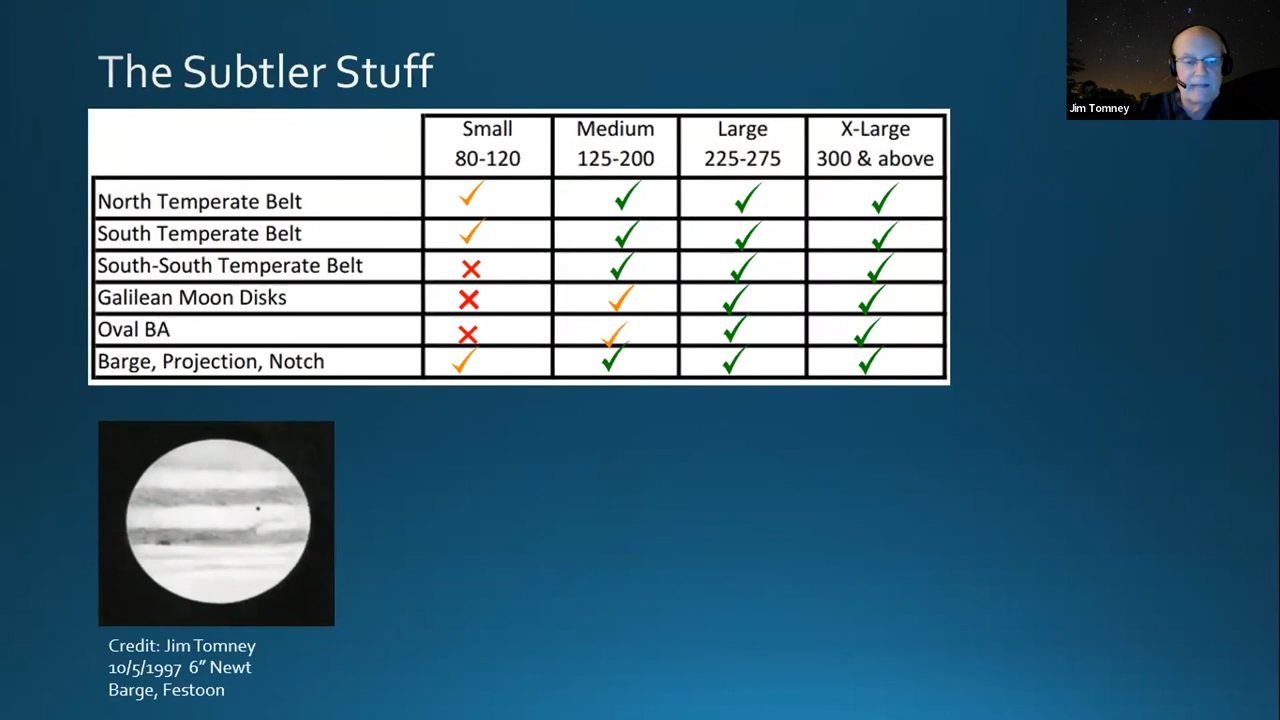 The Subtler Stuff
Jim Tomney
Small Medium Large X-Large
80-120 125-200 225-275 300 & above
North Temperate Belt
South Temperate Belt
South-South Temperate Belt
Galilean Moon Disks
Oval BA
Barge, Projection, Notch
Credit: Jim Tomney
10/5/1997 6” Newt
Barge, Festoon